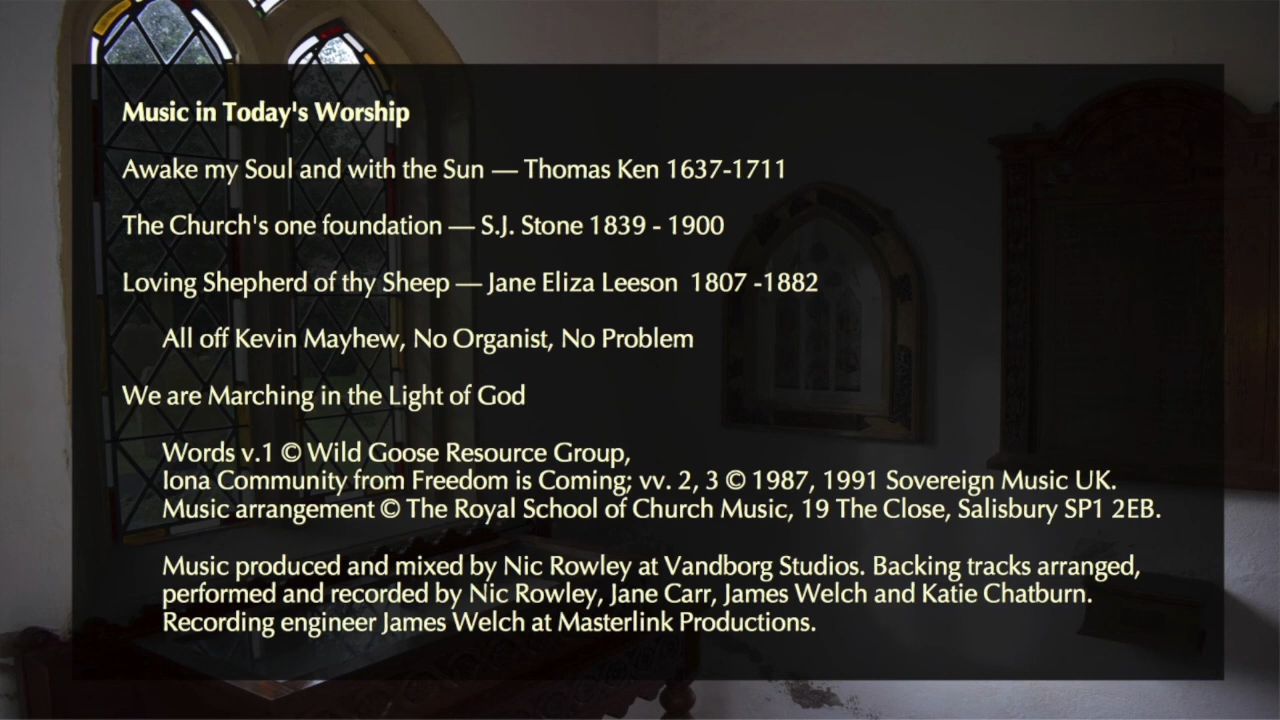 Music in Today's Worship
Awake my Soul and with the Sun — Thomas Ken 1637-1711
The Church's one foundation — S.J. Stone 1839 - 1900
Loving Shepherd of thy Sheep — Jane Eliza Leeson  1807 -1882
All off Kevin Mayhew, No Organist, No Problem
We are Marching in the Light of God
Words v.1 © Wild Goose Resource Group,
Iona Community from Freedom is Coming; vv. 2, 3 © 1987, 1991 Sovereign Music UK.
Music arrangement © The Royal School of Church Music, 19 The Close, Salisbury SP1 2EB.
Music produced and mixed by Nic Rowley at Vandborg Studios. Backing tracks arranged,
performed and recorded by Nic Rowley, Jane Carr, James Welch and Katie Chatburn.
Recording engineer James Welch at Masterlink Productions.